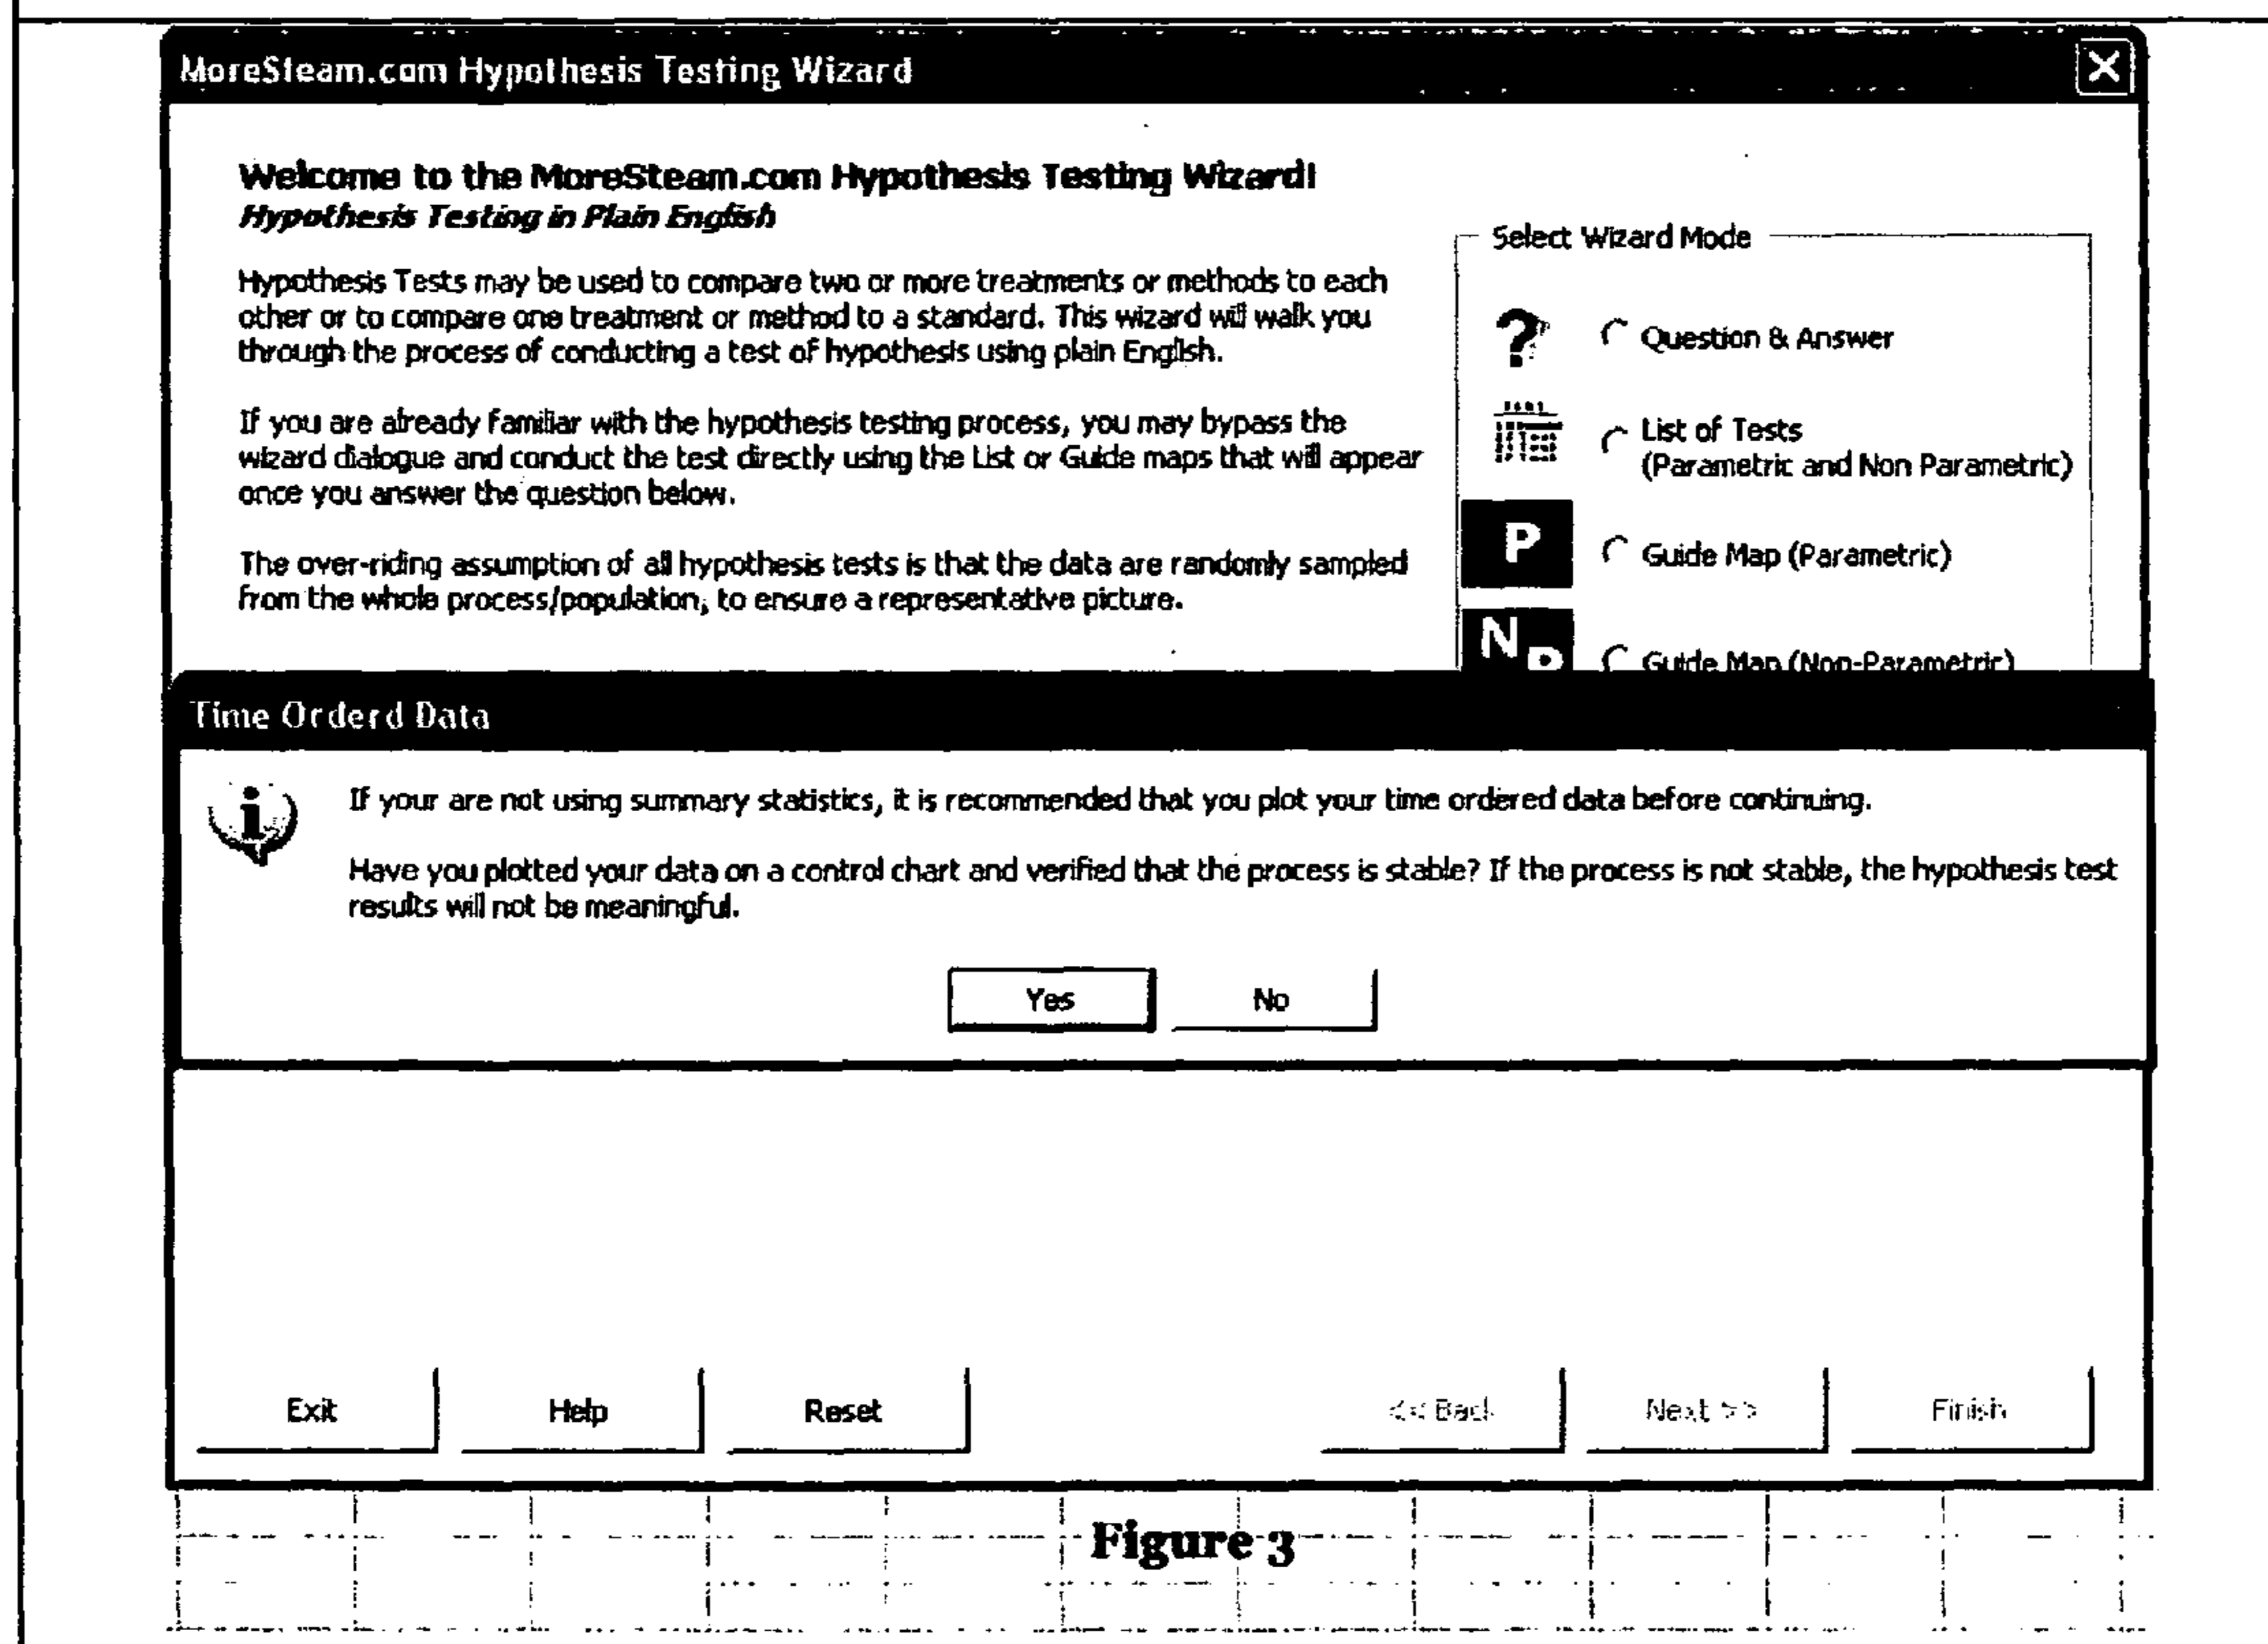 MoreSteam.com Hypothesis Testing Wizard
Welcome to the MoreSteam.com Hypothesis Testing Wizard!
Hypothesis Testing in Plain English
Hypothesis Tests may be used to compare two or more treatments or methods to each
other or to compare one treatment or method to a standard. This wizard will walk you
through the process of conducting a test of hypothesis using plain English.
If you are already familiar with the hypothesis testing process, you may bypass the
wizard dialogue and conduct the test directly using the List or Guide maps that will appear
once you answer the question below.
The over-riding assumption of all hypothesis tests is that the data are randomly sampled
from the whole process/population, to ensure a representative picture.
Select Wizard Mode
? Question & Answer
List of Tests
(Parametric and Non Parametric)
P Guide Map (Parametric)
NP Guide Map (Non-Parametric)
Time Orderd Data
If your are not using summary statistics, it is recommended that you plot your time ordered data before continuing.
Have you plotted your data on a control chart and verified that the process is stable? If the process is not stable, the hypothesis test
results will not be meaningful.
Yes No
Exit Help Reset << Back Next >> Finish
Figure 3